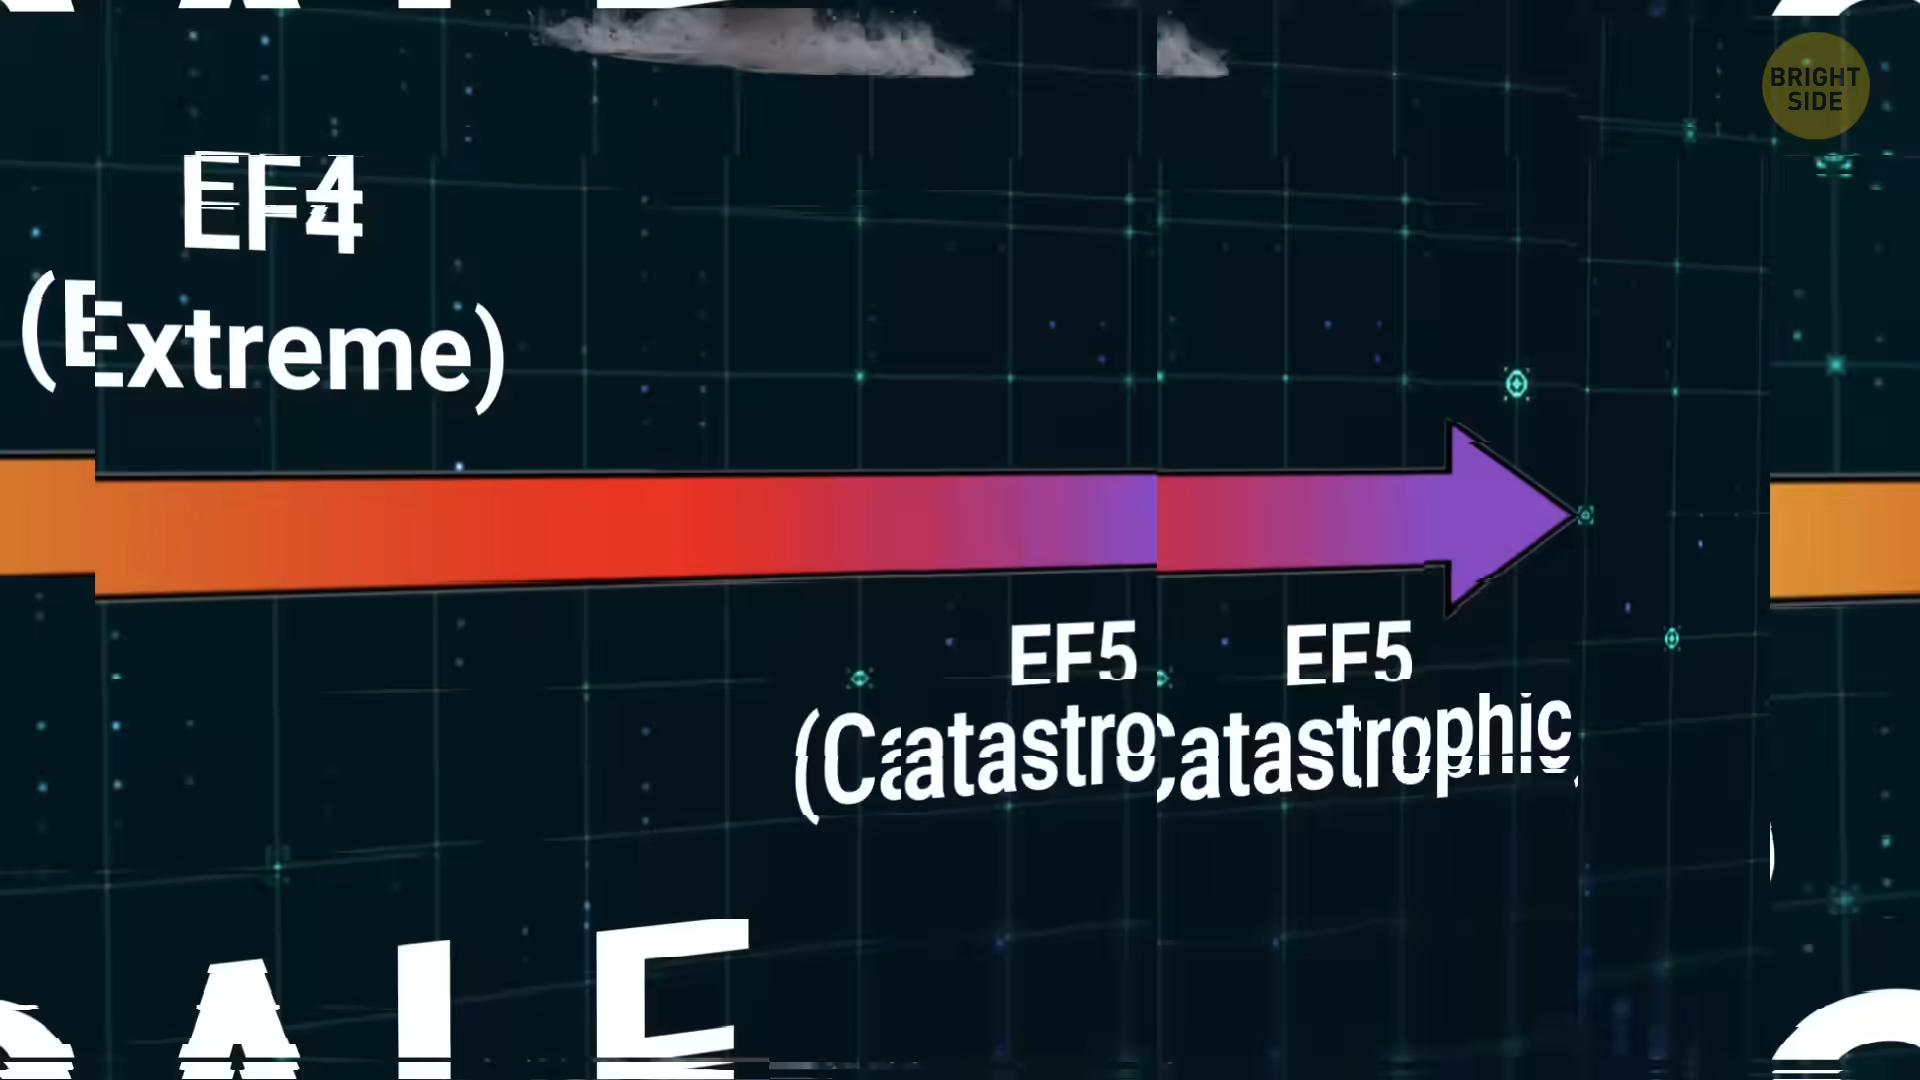 BRIGHT
SIDE
EF4
(Extreme)
EF5
EF5
(Catastro
Catastrophic